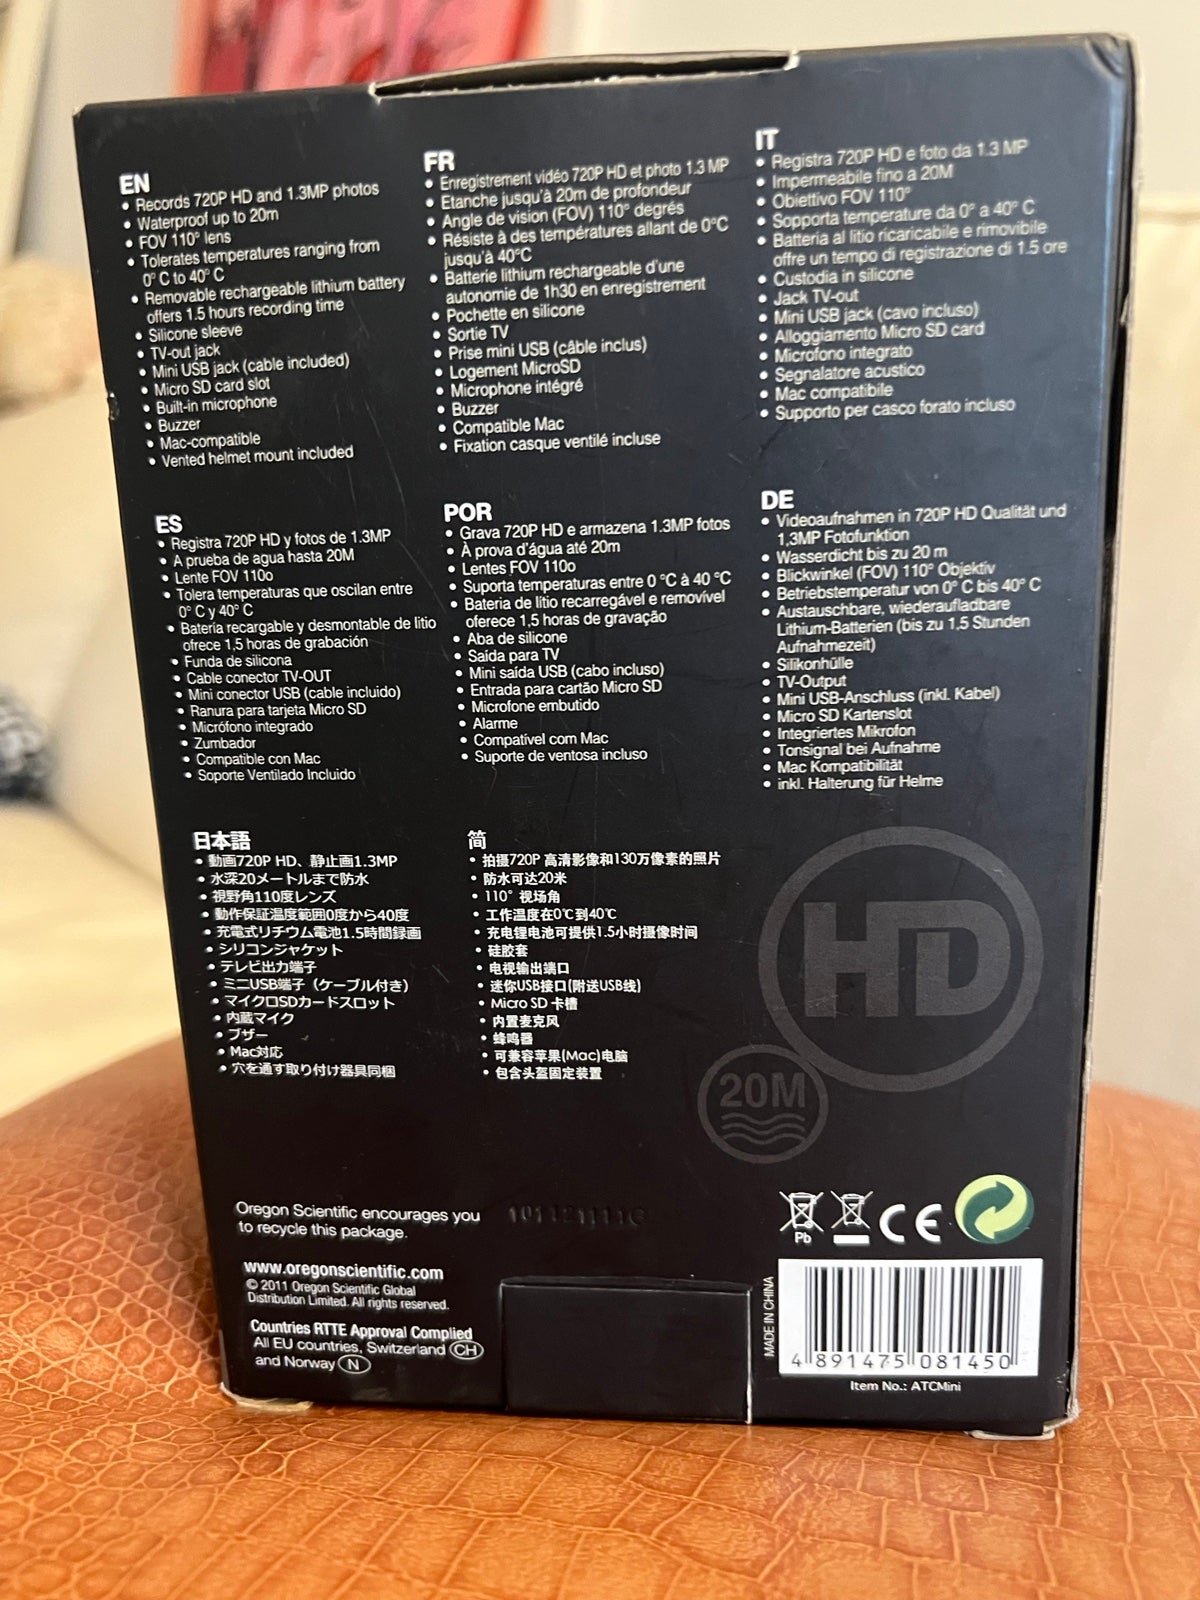 EN
• Records 720P HD and 1.3MP photos
• Waterproof up to 20m
• FOV 110° lens
• Tolerates temperatures ranging from
0° C to 40° C
• Removable rechargeable lithium battery
offers 1.5 hours recording time
• Silicone sleeve
• TV-out jack
• Mini USB jack (cable included)
• Micro SD card slot
• Built-in microphone
• Buzzer
• Mac-compatible
• Vented helmet mount included
FR
• Enregistrement vidéo 720P HD et photo 1.3 MP
• Etanche jusqu'à 20m de profondeur
• Angle de vision (FOV) 110° degrés
• Résiste à des températures allant de 0°C
jusqu'à 40°C
• Batterie lithium rechargeable d'une
autonomie de 1h30 en enregistrement
• Pochette en silicone
• Sortie TV
• Prise mini USB (câble inclus)
• Logement MicroSD
• Microphone intégré
• Buzzer
• Compatible Mac
• Fixation casque ventilé incluse
IT
• Registra 720P HD e foto da 1.3 MP
• Impermeabile fino a 20M
• Obiettivo FOV 110°
• Sopporta temperature da 0° a 40° C
• Batteria al litio ricaricabile e rimovibile
offre un tempo di registrazione di 1.5 ore
• Custodia in silicone
• Jack TV-out
• Mini USB jack (cavo incluso)
• Alloggiamento Micro SD card
• Microfono integrato
• Segnalatore acustico
• Mac compatibile
• Supporto per casco forato incluso
ES
• Registra 720P HD y fotos de 1.3MP
• A prueba de agua hasta 20M
• Lente FOV 110o
• Tolera temperaturas que oscilan entre
0° C y 40° C
• Batería recargable y desmontable de litio
ofrece 1,5 horas de grabación
• Funda de silicona
• Cable conector TV-OUT
• Mini conector USB (cable incluido)
• Ranura para tarjeta Micro SD
• Micrófono integrado
• Zumbador
• Compatible con Mac
• Soporte Ventilado Incluido
POR
• Grava 720P HD e armazena 1.3MP fotos
• À prova d'água até 20m
• Lentes FOV 110o
• Suporta temperaturas entre 0 °C à 40 °C
• Bateria de lítio recarregável e removível
oferece 1,5 horas de gravação
• Aba de silicone
• Saída para TV
• Mini saída USB (cabo incluso)
• Entrada para cartão Micro SD
• Microfone embutido
• Alarme
• Compatível com Mac
• Suporte de ventosa incluso
DE
• Videoaufnahmen in 720P HD Qualität und
1,3MP Fotofunktion
• Wasserdicht bis zu 20 m
• Blickwinkel (FOV) 110° Objektiv
• Betriebstemperatur von 0° C bis 40° C
• Austauschbare, wiederaufladbare
Lithium-Batterien (bis zu 1,5 Stunden
Aufnahmezeit)
• Silikonhülle
• TV-Output
• Mini USB-Anschluss (inkl. Kabel)
• Micro SD Kartenslot
• Integriertes Mikrofon
• Tonsignal bei Aufnahme
• Mac Kompatibilität
• inkl. Halterung für Helme
日本語
• 動画720P HD、静止画1.3MP
• 水深20メートルまで防水
• 視野角110度レンズ
• 動作保証温度範囲0度から40度
• 充電式リチウム電池1.5時間録画
• シリコンジャケット
• テレビ出力端子
• ミニUSB端子（ケーブル付き）
• マイクロSDカードスロット
• 内蔵マイク
• ブザー
• Mac対応
• 穴を通す取り付け器具同梱
简
• 拍摄720P 高清影像和130万像素的照片
• 防水可达20米
• 110° 视场角
• 工作温度在0℃到40℃
• 充电锂电池可提供1.5小时摄像时间
• 硅胶套
• 电视输出端口
• 迷你USB接口(附送USB线)
• Micro SD 卡槽
• 内置麦克风
• 蜂鸣器
• 可兼容苹果(Mac)电脑
• 包含头盔固定装置
HD
20M
Oregon Scientific encourages you
to recycle this package.
www.oregonscientific.com
© 2011 Oregon Scientific Global
Distribution Limited. All rights reserved.
Countries RTTE Approval Complied
All EU countries, Switzerland CH
and Norway N
Pb
CE
MADE IN CHINA
4 891475 081450
Item No.: ATCMini